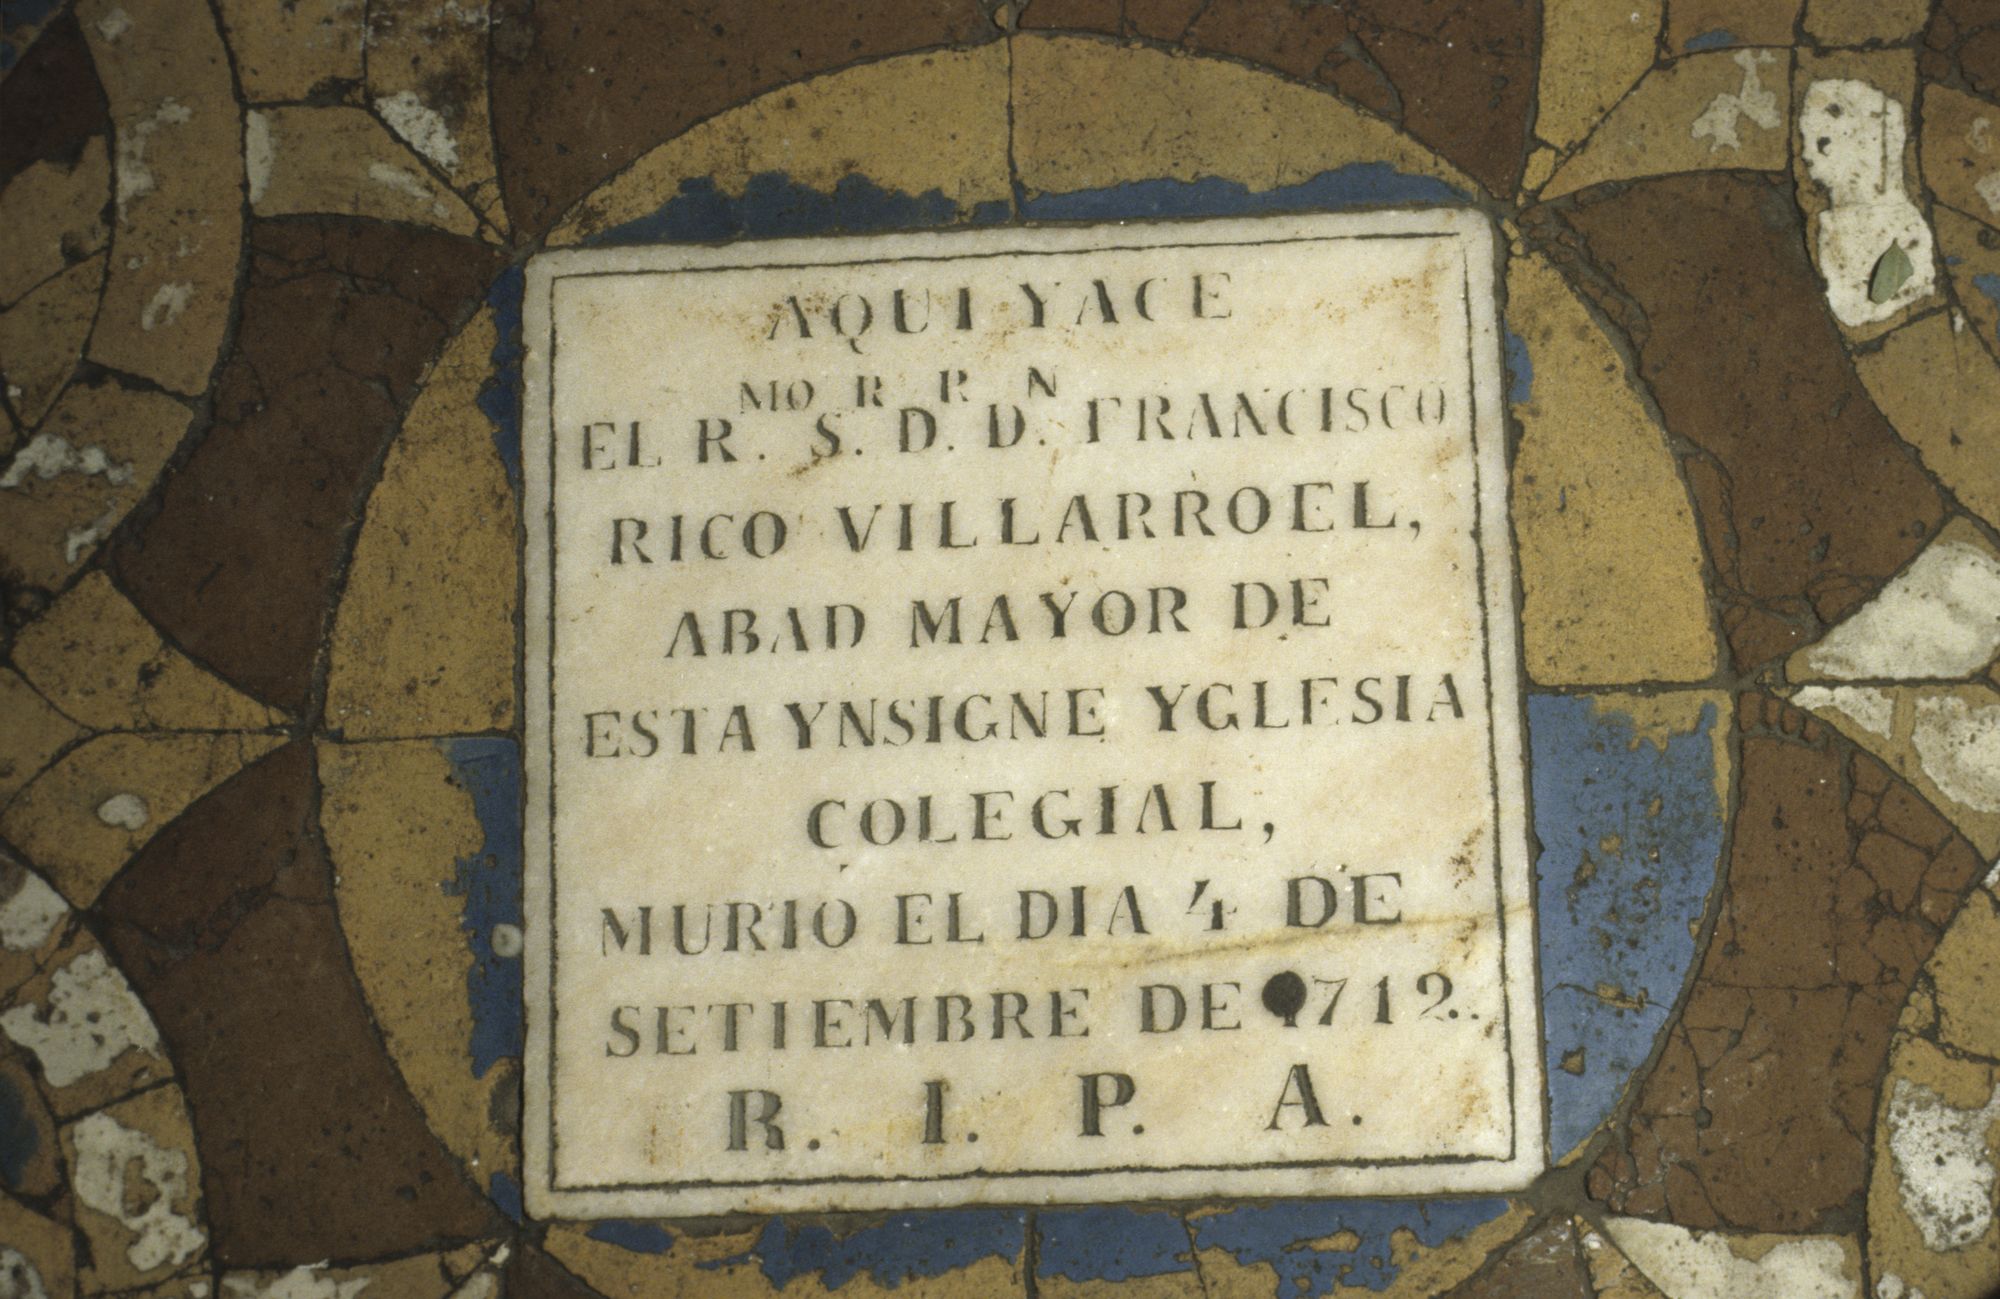 AQUI YACE
EL R.MO S.R D.R D.N FRANCISCO
RICO VILLARROEL,
ABAD MAYOR DE
ESTA YNSIGNE YGLESIA
COLEGIAL,
MURIO EL DIA 4 DE
SETIEMBRE DE 1712.
R. I. P. A.